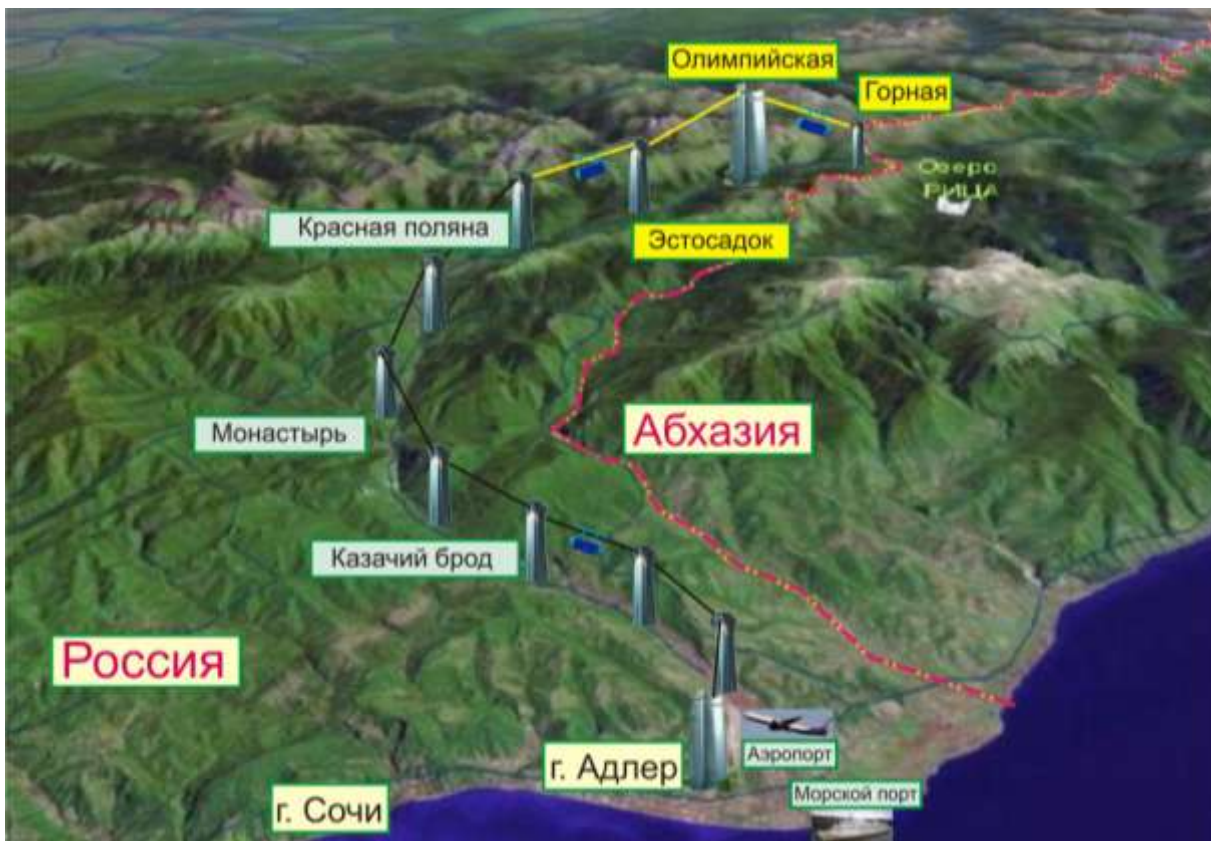 Олимпийская
Горная
Озеро
РИЦА
Красная поляна
Эстосадок
Абхазия
Монастырь
Казачий брод
Россия
Аэропорт
г. Адлер
Морской порт
г. Сочи